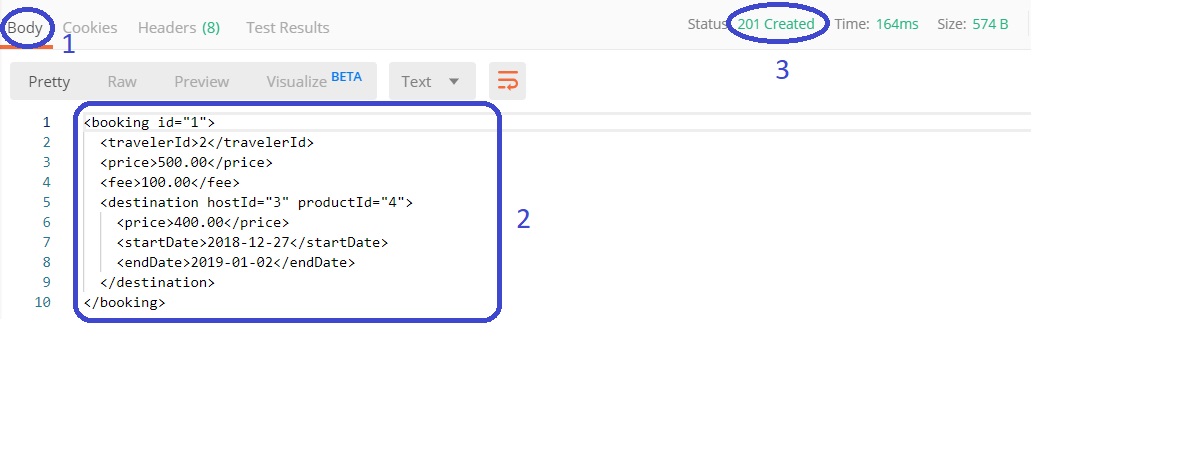 Body Cookies Headers (8) Test Results Status 201 Created Time: 164ms Size: 574 B
1
3
Pretty Raw Preview Visualize BETA Text
1 <booking id="1">
2 <travelerId>2</travelerId>
3 <price>500.00</price>
4 <fee>100.00</fee>
5 <destination hostId="3" productId="4">
6 <price>400.00</price>
2
7 <startDate>2018-12-27</startDate>
8 <endDate>2019-01-02</endDate>
9 </destination>
10 </booking>